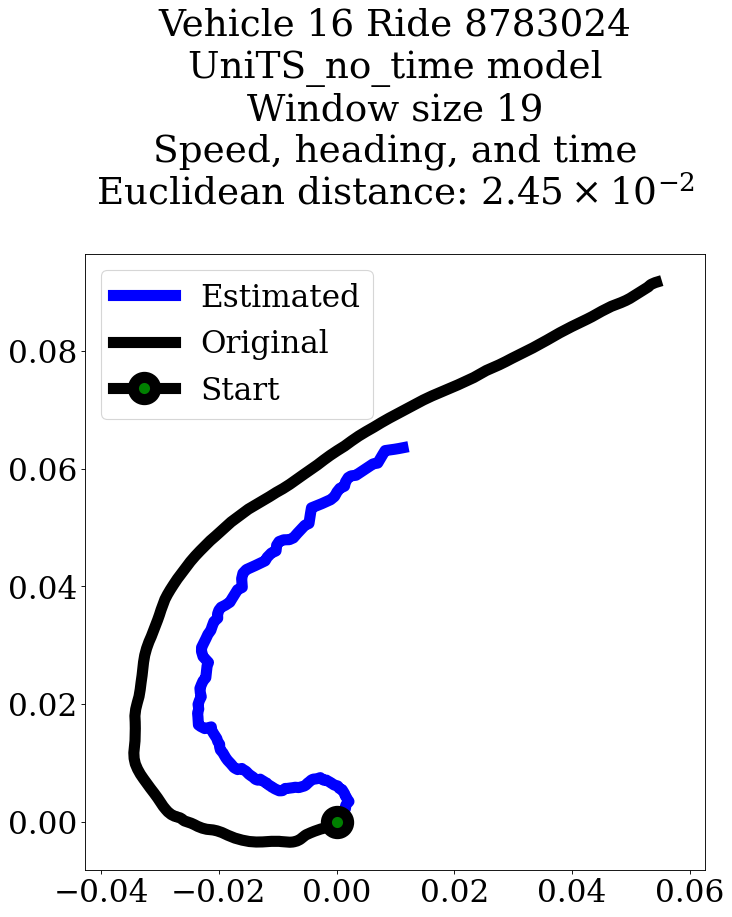 Vehicle 16 Ride 8783024
UniTS_no_time model
Window size 19
Speed, heading, and time
Euclidean distance: 2.45 × 10⁻²
Estimated
Original
Start
0.08
0.06
0.04
0.02
0.00
−0.04 −0.02 0.00 0.02 0.04 0.06